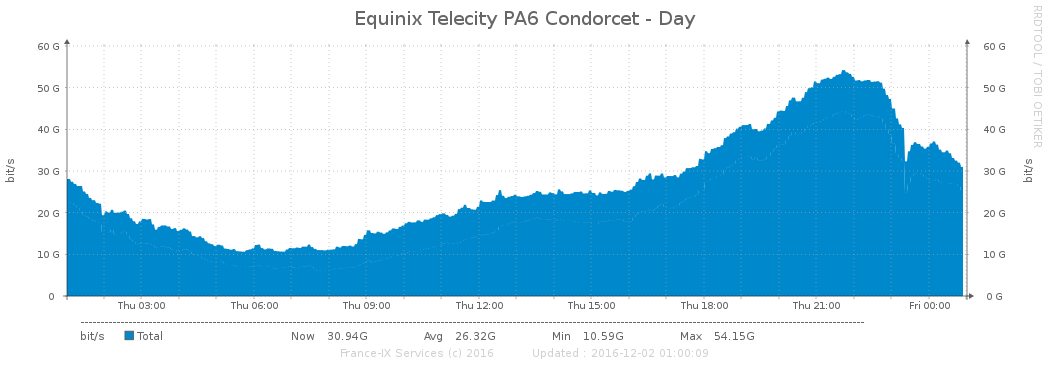 Equinix Telecity PA6 Condorcet - Day
RRDTOOL / TOBI OETIKER
bit/s
60 G
50 G
40 G
30 G
20 G
10 G
0
60 G
50 G
40 G
30 G
20 G
10 G
0 G
bit/s
Thu 03:00 Thu 06:00 Thu 09:00 Thu 12:00 Thu 15:00 Thu 18:00 Thu 21:00 Fri 00:00
bit/s Total Now 30.94G Avg 26.32G Min 10.59G Max 54.15G
France-IX Services (c) 2016 Updated : 2016-12-02 01:00:09